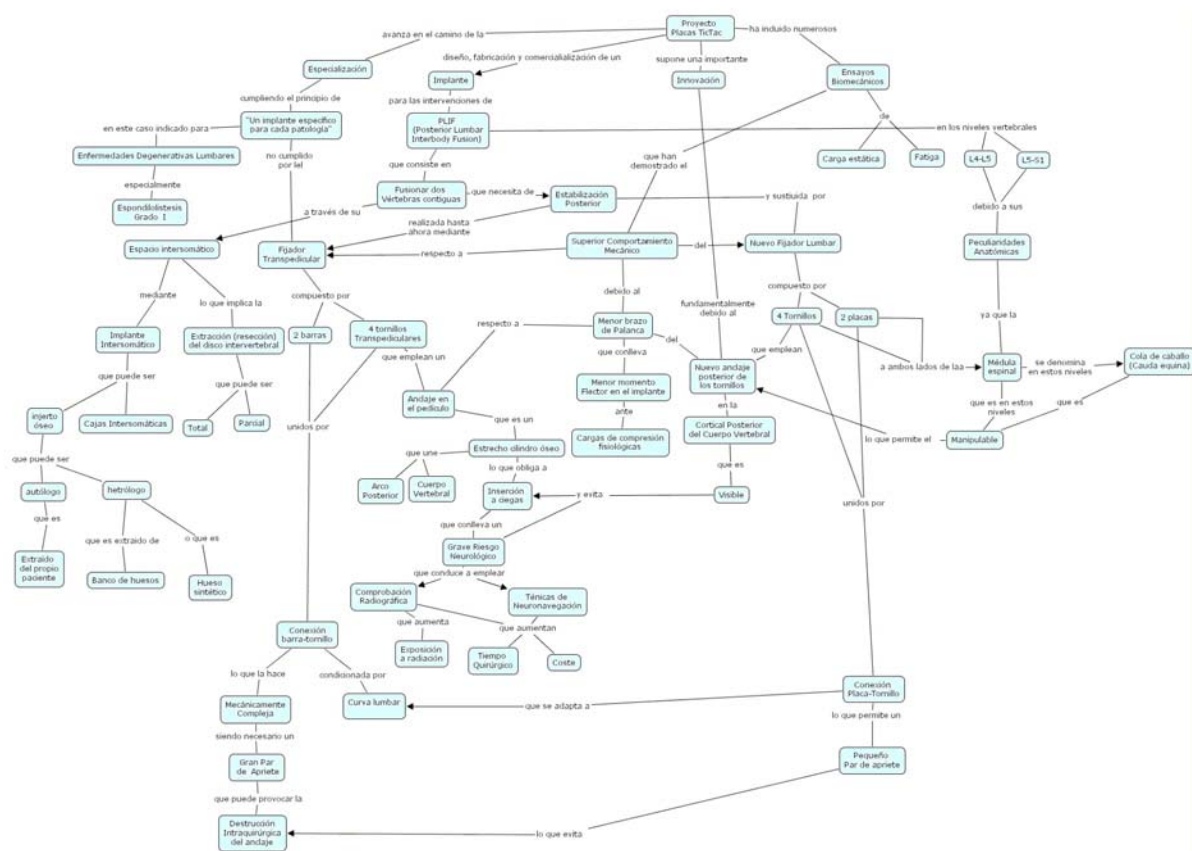 Proyecto
Placas TicTac
avanza en el camino de la
ha incluido numerosos
diseño, fabricación y comercialialización de un
supone una importante
Especialización
Implante
Innovación
Ensayos
Biomecánicos
cumpliendo el principio de
para las intervenciones de
"Un implante específico
para cada patología"
PLIF
(Posterior Lumbar
Interbody Fusion)
de
en los niveles vertebrales
en este caso indicado para
Enfermedades Degenerativas Lumbares
no cumplido
por lel
que consiste en
que han
demostrado el
Carga estática
Fatiga
L4-L5
L5-S1
especialmente
Espondilolistesis
Grado I
Fusionar dos
Vértebras contiguas
que necesita de
Estabilización
Posterior
y sustiuida por
debido a sus
a través de su
realizada hasta
ahora mediante
Espacio intersomático
Fijador
Transpedicular
respecto a
Superior Comportamiento
Mecánico
del
Nuevo Fijador Lumbar
Peculiaridades
Anatómicas
mediante
lo que implica la
compuesto por
debido al
fundamentalmente
debido al
compuesto por
ya que la
Implante
Intersomático
Extracción (resección)
del disco intervertebral
2 barras
4 tornillos
Transpediculares
respecto a
Menor brazo
de Palanca
del
4 Tornillos
2 placas
que emplean un
que conlleva
que emplean
a ambos lados de laa
Médula
espinal
se denomina
en estos niveles
Cola de caballo
(Cauda equina)
que puede ser
que puede ser
Andaje en
el pedículo
Menor momento
Flector en el implante
Nuevo andaje
posterior de
los tornillos
que es en estos
niveles
que es
injerto
óseo
Cajas Intersomáticas
Total
Parcial
unidos por
que es un
ante
en la
Cargas de compresión
fisiológicas
Cortical Posterior
del Cuerpo Vertebral
lo que permite el
Manipulable
que puede ser
que une
Estrecho cilindro óseo
lo que obliga a
que es
autólogo
hetrólogo
Arco
Posterior
Cuerpo
Vertebral
Inserción
a ciegas
y evita
Visible
unidos por
que es
que es extraido de
o que es
que conlleva un
Grave Riesgo
Neurológico
Extraído
del propio
paciente
Banco de huesos
Hueso
sintético
que conduce a emplear
Comprobación
Radiográfica
Ténicas de
Neuronavegación
que aumenta
que aumentan
Conexión
barra-tornillo
Exposición
a radiación
Tiempo
Quirúrgico
Coste
lo que la hace
condicionada por
Mecánicamente
Compleja
Curva lumbar
que se adapta a
Conexión
Placa-Tornillo
siendo necesario un
lo que permite un
Gran Par
de Apriete
Pequeño
Par de apriete
que puede provocar la
Destrucción
Intraquirúrgica
del andaje
lo que evita